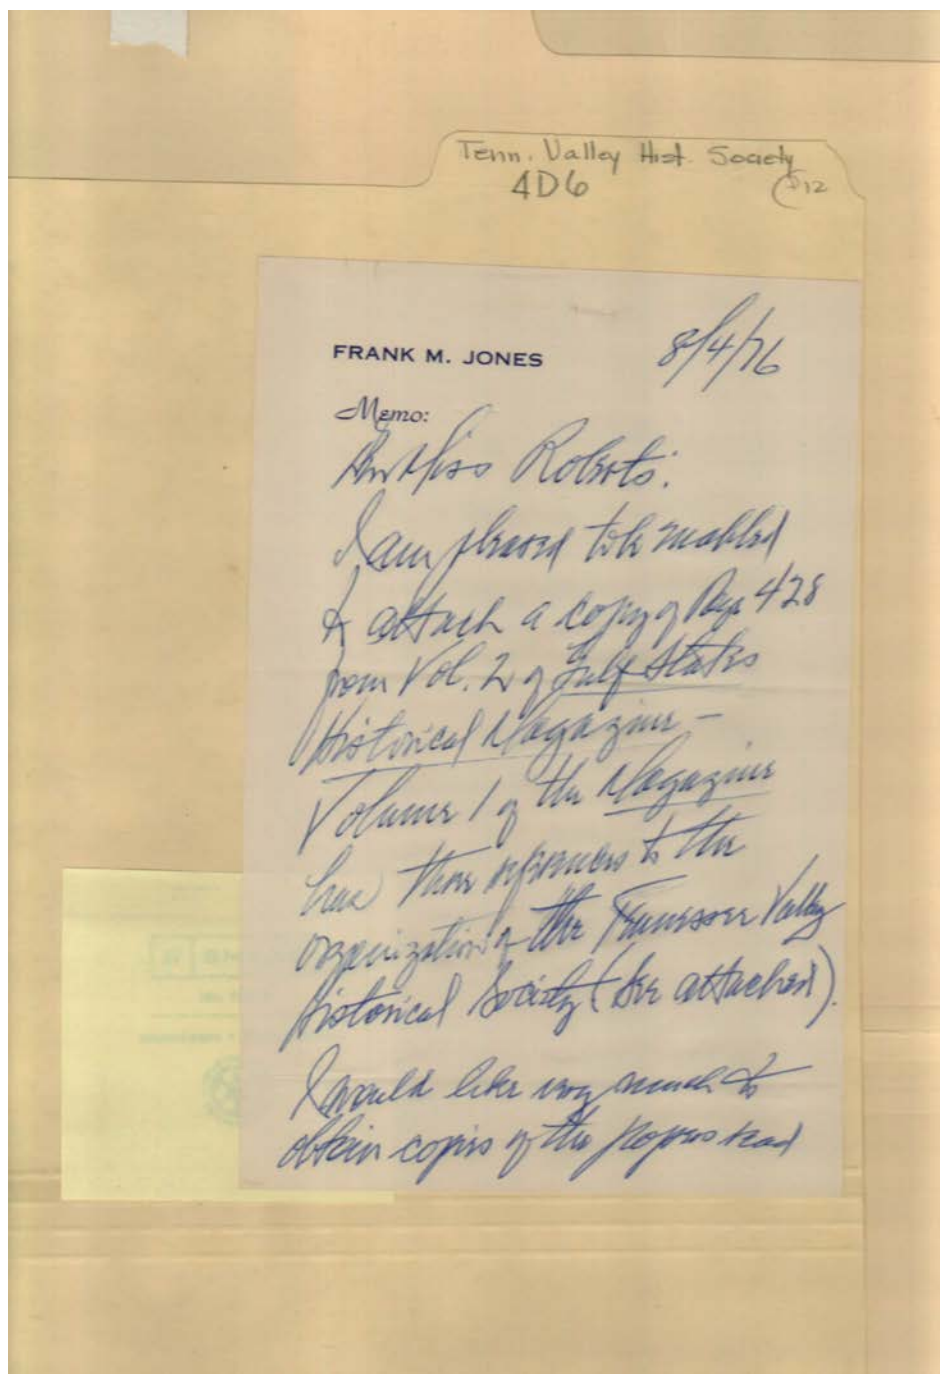 Tenn. Valley Hist. Society
4D6
12
FRANK M. JONES
8/4/76
Memo:
Miss Roberts:
I am pleased to be enabled
to attach a copy of Page 428
from Vol. 2 of Gulf States
Historical Magazine –
Volume 1 of the Magazine
has three references to the
organization of the Tennessee Valley
Historical Society (see attached).
I would like very much to
obtain copies of the papers read